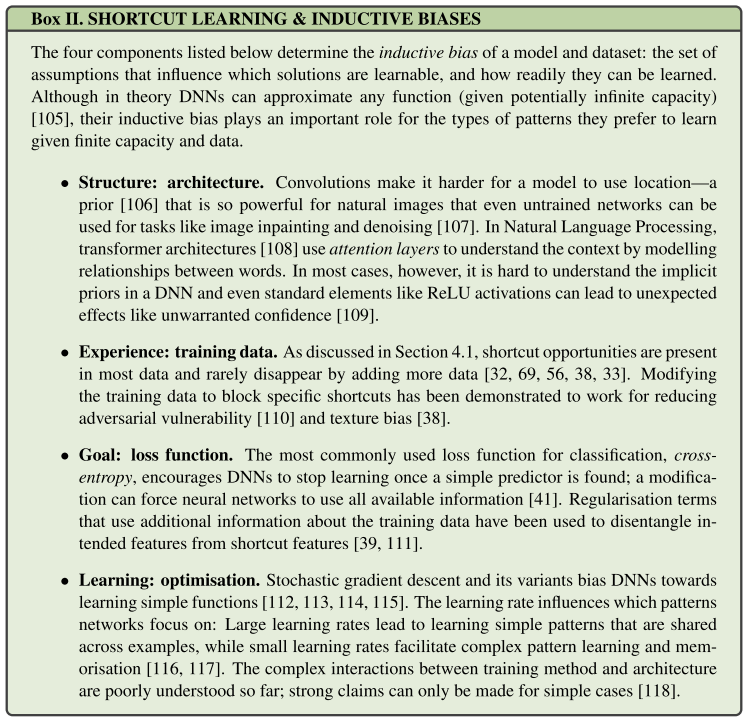 Box II. SHORTCUT LEARNING & INDUCTIVE BIASES
The four components listed below determine the inductive bias of a model and dataset: the set of
assumptions that influence which solutions are learnable, and how readily they can be learned.
Although in theory DNNs can approximate any function (given potentially infinite capacity)
[105], their inductive bias plays an important role for the types of patterns they prefer to learn
given finite capacity and data.
• Structure: architecture. Convolutions make it harder for a model to use location—a
prior [106] that is so powerful for natural images that even untrained networks can be
used for tasks like image inpainting and denoising [107]. In Natural Language Processing,
transformer architectures [108] use attention layers to understand the context by modelling
relationships between words. In most cases, however, it is hard to understand the implicit
priors in a DNN and even standard elements like ReLU activations can lead to unexpected
effects like unwarranted confidence [109].
• Experience: training data. As discussed in Section 4.1, shortcut opportunities are present
in most data and rarely disappear by adding more data [32, 69, 56, 38, 33]. Modifying
the training data to block specific shortcuts has been demonstrated to work for reducing
adversarial vulnerability [110] and texture bias [38].
• Goal: loss function. The most commonly used loss function for classification, cross-
entropy, encourages DNNs to stop learning once a simple predictor is found; a modifica-
tion can force neural networks to use all available information [41]. Regularisation terms
that use additional information about the training data have been used to disentangle in-
tended features from shortcut features [39, 111].
• Learning: optimisation. Stochastic gradient descent and its variants bias DNNs towards
learning simple functions [112, 113, 114, 115]. The learning rate influences which patterns
networks focus on: Large learning rates lead to learning simple patterns that are shared
across examples, while small learning rates facilitate complex pattern learning and mem-
orisation [116, 117]. The complex interactions between training method and architecture
are poorly understood so far; strong claims can only be made for simple cases [118].